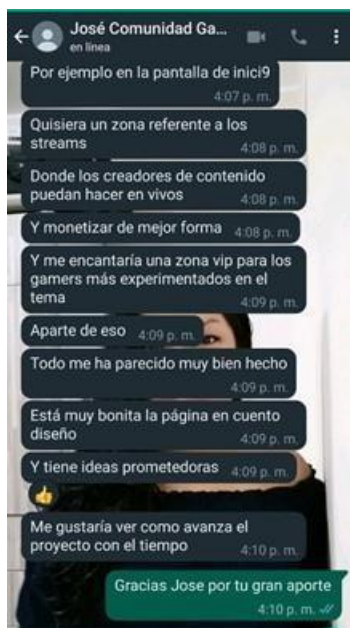 José Comunidad Ga...
en línea
Por ejemplo en la pantalla de inici9
4:07 p. m.
Quisiera un zona referente a los
streams
4:08 p. m.
Donde los creadores de contenido
puedan hacer en vivos
4:08 p. m.
Y monetizar de mejor forma 4:08 p. m.
Y me encantaría una zona vip para los
gamers más experimentados en el
tema
4:09 p. m.
Aparte de eso 4:09 p. m.
Todo me ha parecido muy bien hecho
4:09 p. m.
Está muy bonita la página en cuento
diseño
4:09 p. m.
Y tiene ideas prometedoras 4:09 p. m.
Me gustaría ver como avanza el
proyecto con el tiempo
4:10 p. m.
Gracias Jose por tu gran aporte
4:10 p. m.